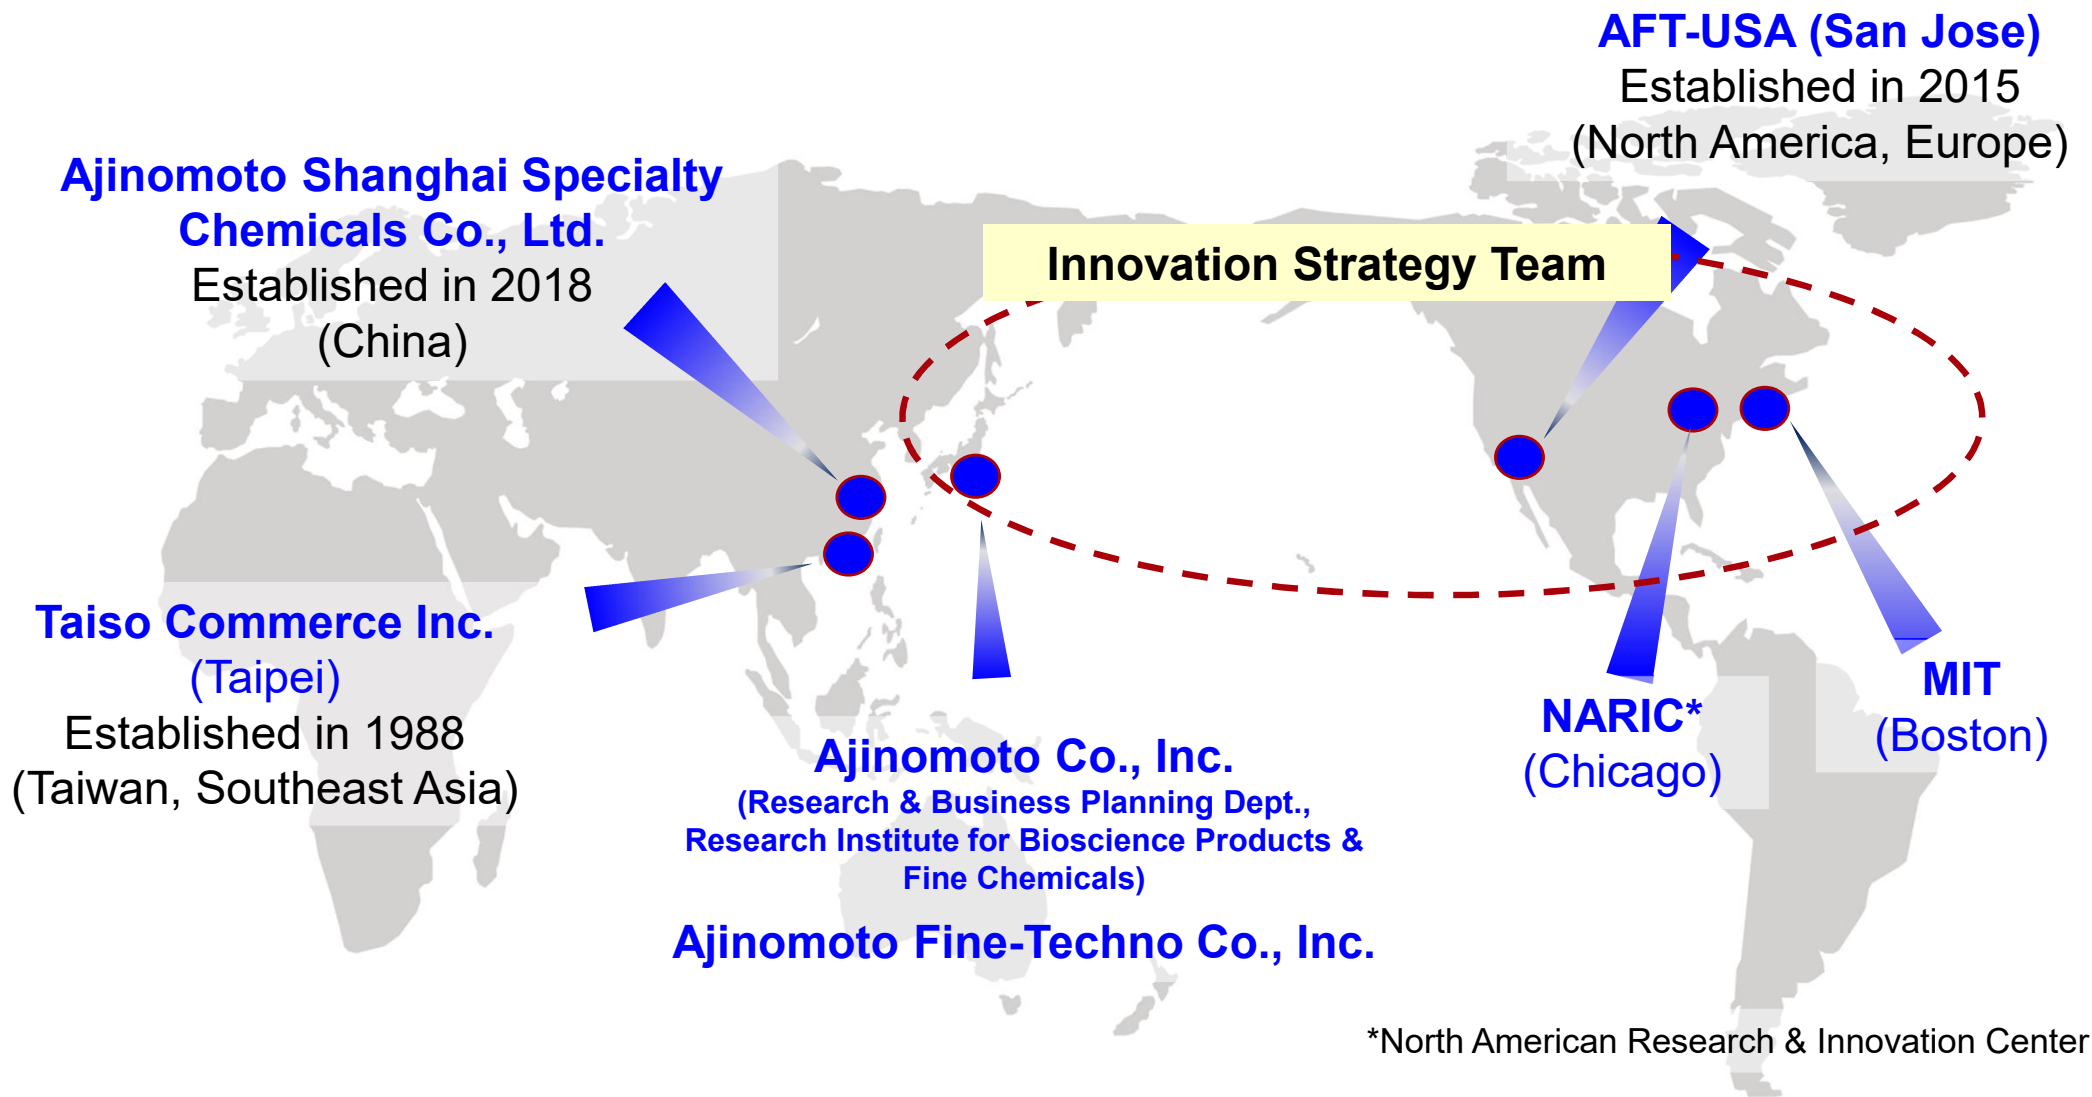 AFT-USA (San Jose)
Established in 2015
(North America, Europe)
Ajinomoto Shanghai Specialty
Chemicals Co., Ltd.
Established in 2018
(China)
Innovation Strategy Team
Taiso Commerce Inc.
(Taipei)
Established in 1988
(Taiwan, Southeast Asia)
Ajinomoto Co., Inc.
(Research & Business Planning Dept.,
Research Institute for Bioscience Products &
Fine Chemicals)
Ajinomoto Fine-Techno Co., Inc.
NARIC*
(Chicago)
MIT
(Boston)
*North American Research & Innovation Center